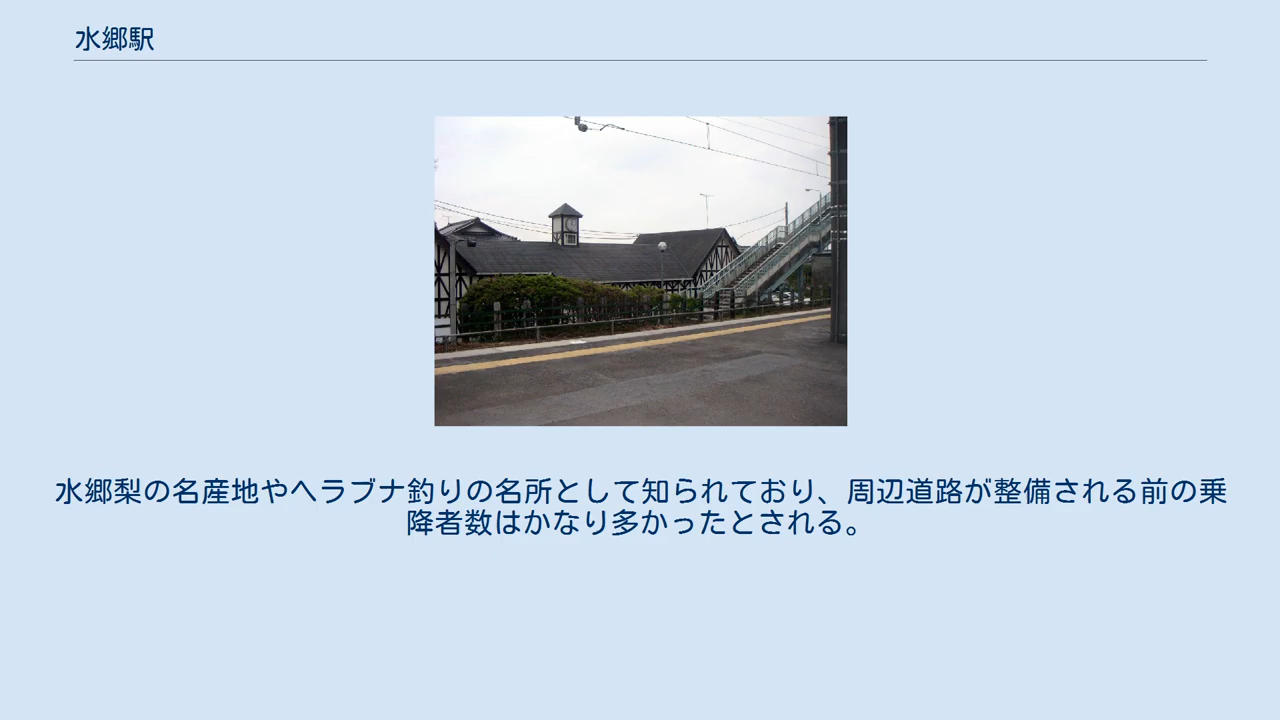 水郷駅
水郷梨の名産地やヘラブナ釣りの名所として知られており、周辺道路が整備される前の乗
降者数はかなり多かったとされる。